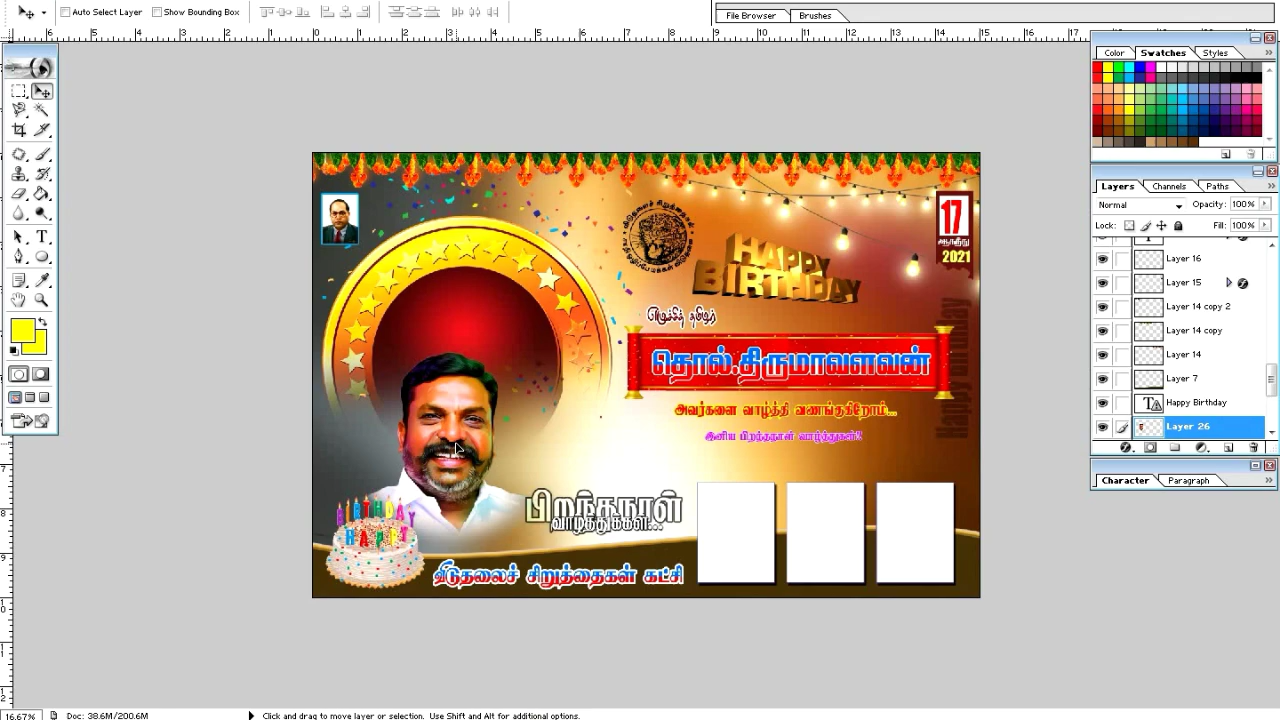 Auto Select Layer Show Bounding Box
File Browser Brushes
Color Swatches Styles
Layers Channels Paths
Normal Opacity: 100%
Lock: Fill: 100%
Layer 16
Layer 15
Layer 14 copy 2
Layer 14 copy
Layer 14
Layer 7
Happy Birthday
Layer 26
Character Paragraph
17
ஆகஸ்ட்
2021
HAPPY
BIRTHDAY
எழுச்சித் தமிழர்
தொல்.திருமாவளவன்
அவர்களை வாழ்த்தி வணங்குகிறோம்...
இனிய பிறந்தநாள் வாழ்த்துகள்!!
Happy Birthday
பிறந்தநாள்
வாழ்த்துக்கள்...
BIRTHDAY
HAPPY
விடுதலைச் சிறுத்தைகள் கட்சி
16.67% Doc: 38.6M/200.6M Click and drag to move layer or selection. Use Shift and Alt for additional options.